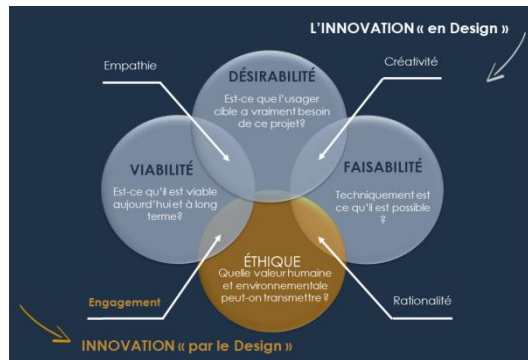 L'INNOVATION « en Design »
Empathie
Créativité
DÉSIRABILITÉ
Est-ce que l'usager
cible a vraiment besoin
de ce projet?
VIABILITÉ
Est-ce qu'il est viable
aujourd'hui et à long
terme?
FAISABILITÉ
Techniquement est
ce qu'il est possible
?
ÉTHIQUE
Quelle valeur humaine
et environnementale
peut-on transmettre ?
Engagement
Rationalité
INNOVATION « par le Design »